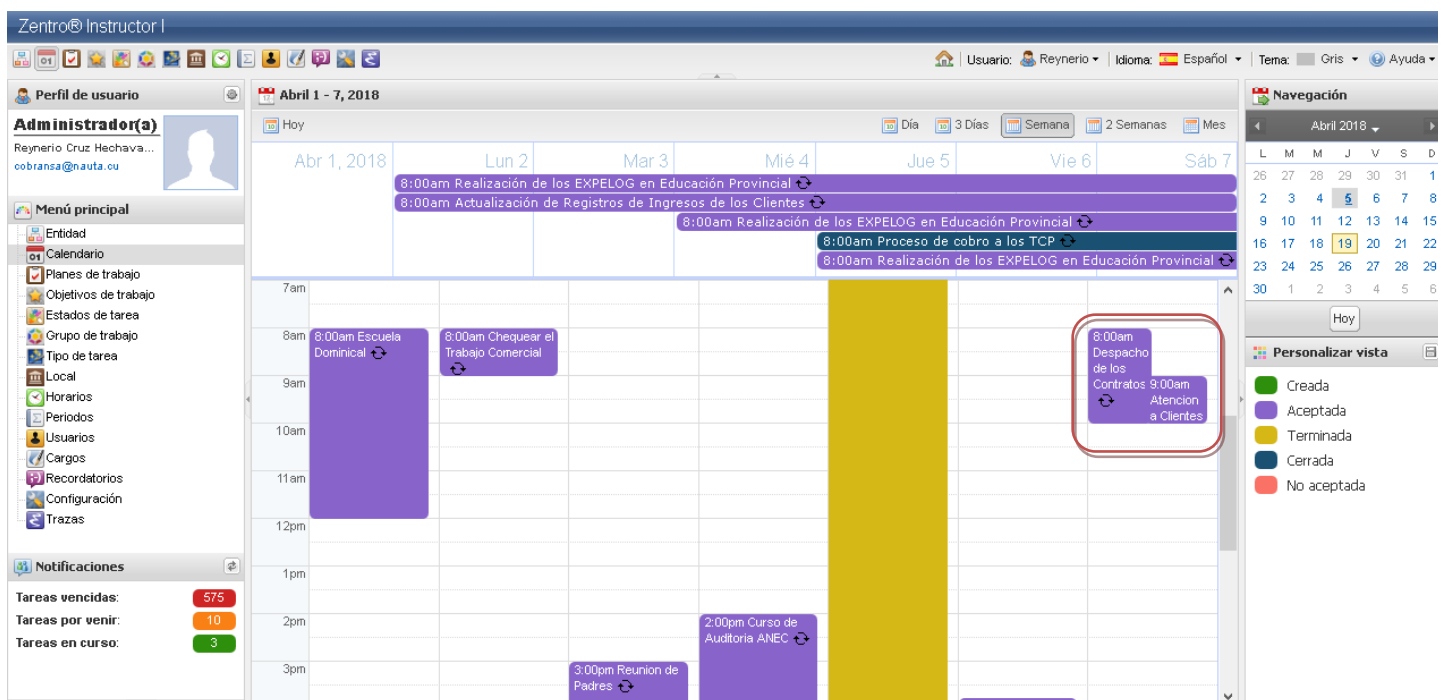 Zentro® Instructor I
Usuario: Reynerio Idioma: Español Tema: Gris Ayuda
Perfil de usuario
Administrador(a)
Reynerio Cruz Hechava...
cobransa@nauta.cu
Menú principal
Entidad
Calendario
Planes de trabajo
Objetivos de trabajo
Estados de tarea
Grupo de trabajo
Tipo de tarea
Local
Horarios
Periodos
Usuarios
Cargos
Recordatorios
Configuración
Trazas
Notificaciones
Tareas vencidas: 575
Tareas por venir: 10
Tareas en curso: 3
Abril 1 - 7, 2018
Hoy Día 3 Días Semana 2 Semanas Mes
Abr 1, 2018 Lun 2 Mar 3 Mié 4 Jue 5 Vie 6 Sáb 7
8:00am Realización de los EXPELOG en Educación Provincial
8:00am Actualización de Registros de Ingresos de los Clientes
8:00am Realización de los EXPELOG en Educación Provincial
8:00am Proceso de cobro a los TCP
8:00am Realización de los EXPELOG en Educación Provincial
7am
8am
9am
10am
11am
12pm
1pm
2pm
3pm
8:00am Escuela
Dominical
8:00am Chequear el
Trabajo Comercial
3:00pm Reunion de
Padres
2:00pm Curso de
Auditoria ANEC
8:00am
Despacho
de los
Contratos
9:00am
Atencion
a Clientes
Navegación
Abril 2018
L M M J V S D
26 27 28 29 30 31 1
2 3 4 5 6 7 8
9 10 11 12 13 14 15
16 17 18 19 20 21 22
23 24 25 26 27 28 29
30 1 2 3 4 5 6
Hoy
Personalizar vista
Creada
Aceptada
Terminada
Cerrada
No aceptada